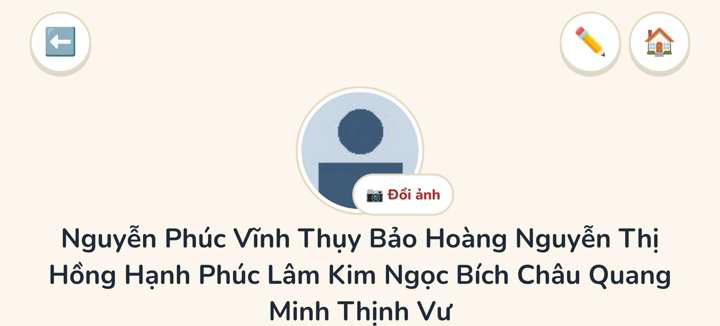 Đổi ảnh
Nguyễn Phúc Vĩnh Thụy Bảo Hoàng Nguyễn Thị
Hồng Hạnh Phúc Lâm Kim Ngọc Bích Châu Quang
Minh Thịnh Vư